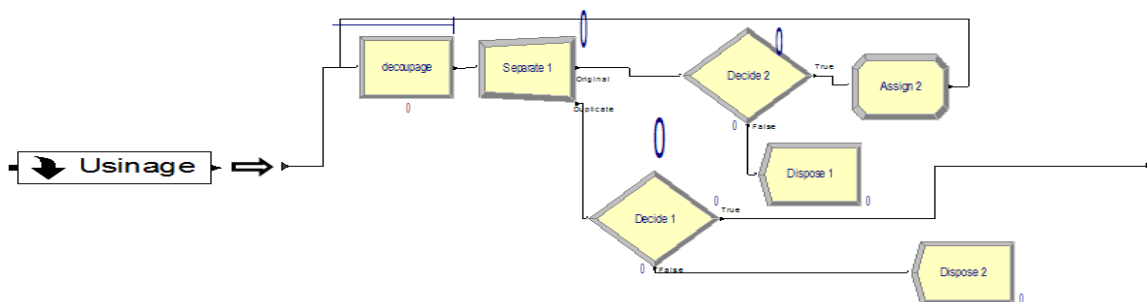 decoupage
Separate 1
Decide 2
True
Assign 2
Original
Duplicate
0
0
0
False
Usinage
Dispose 1
0
Decide 1
0
True
0
False
Dispose 2
0